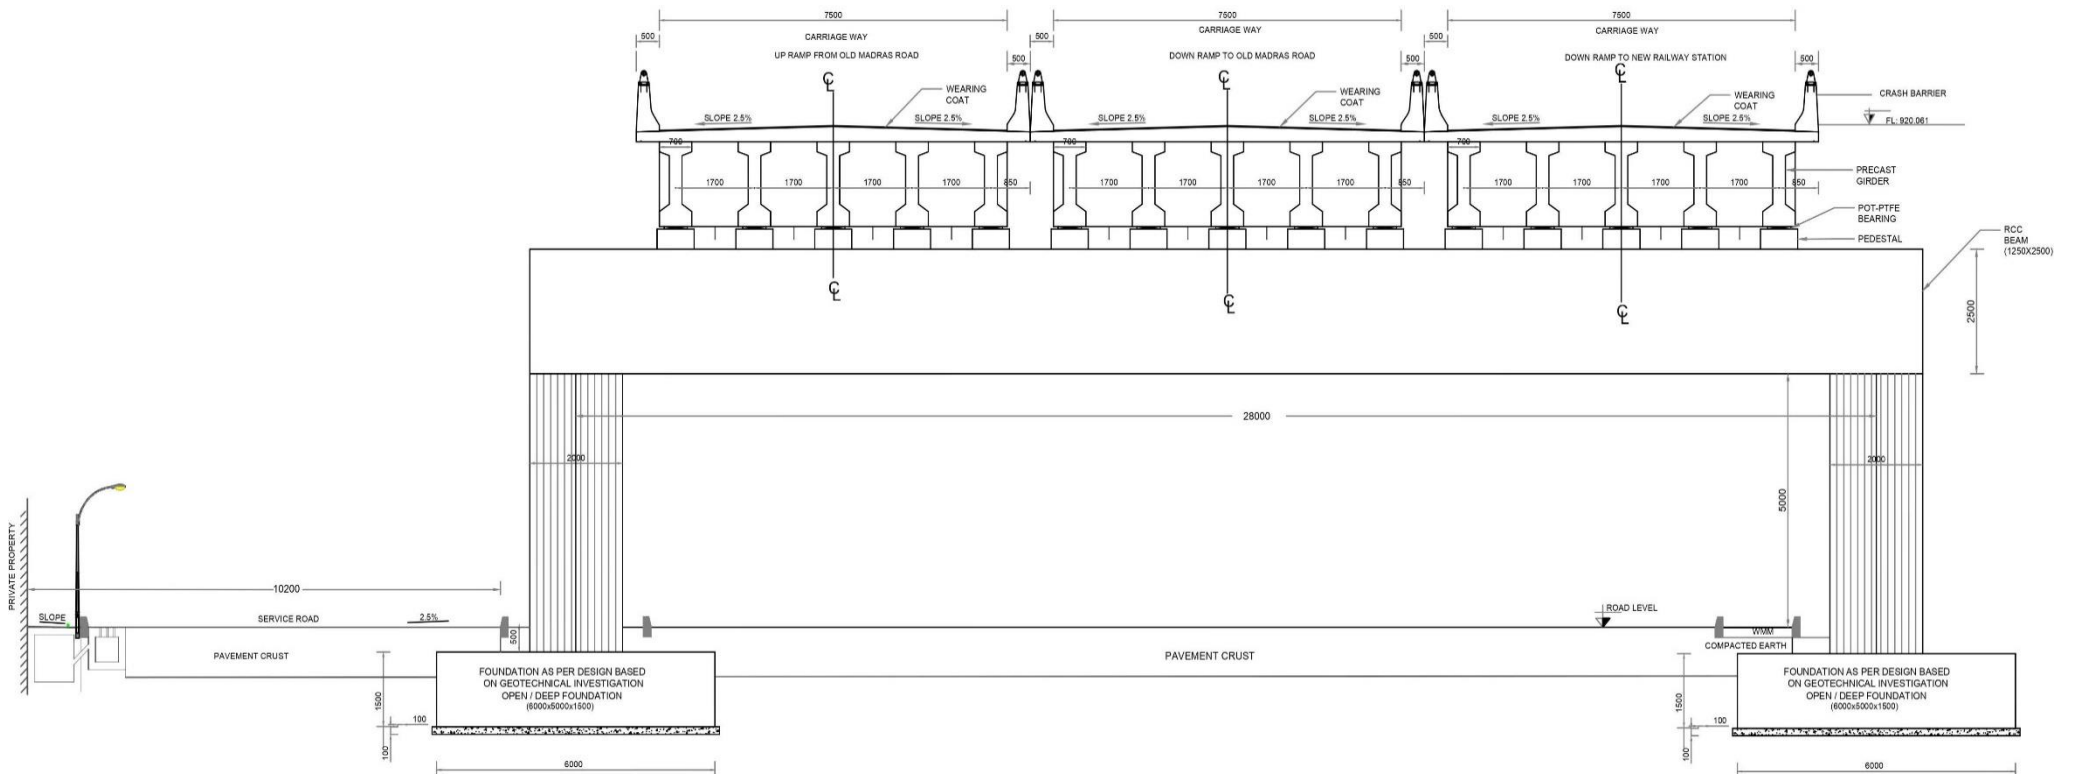 7500
7500
7500
CARRIAGE WAY
CARRIAGE WAY
CARRIAGE WAY
500
500
500
UP RAMP FROM OLD MADRAS ROAD
DOWN RAMP TO OLD MADRAS ROAD
DOWN RAMP TO NEW RAILWAY STATION
500
500
500
CL
CL
CL
WEARING
COAT
WEARING
COAT
WEARING
COAT
CRASH BARRIER
SLOPE 2.5%
SLOPE 2.5%
SLOPE 2.5%
SLOPE 2.5%
SLOPE 2.5%
SLOPE 2.5%
FL: 920.061
700
700
700
PRECAST
GIRDER
1700
1700
1700
1700
850
1700
1700
1700
1700
850
1700
1700
1700
1700
850
POT-PTFE
BEARING
PEDESTAL
RCC
BEAM
(1250X2500)
CL
CL
CL
2500
28000
2000
2000
5000
PRIVATE PROPERTY
10200
SLOPE
SERVICE ROAD
2.5%
ROAD LEVEL
500
WMM
COMPACTED EARTH
PAVEMENT CRUST
PAVEMENT CRUST
FOUNDATION AS PER DESIGN BASED
ON GEOTECHNICAL INVESTIGATION
OPEN / DEEP FOUNDATION
(6000x5000x1500)
FOUNDATION AS PER DESIGN BASED
ON GEOTECHNICAL INVESTIGATION
OPEN / DEEP FOUNDATION
(6000x5000x1500)
1500
100
100
1500
100
100
6000
6000